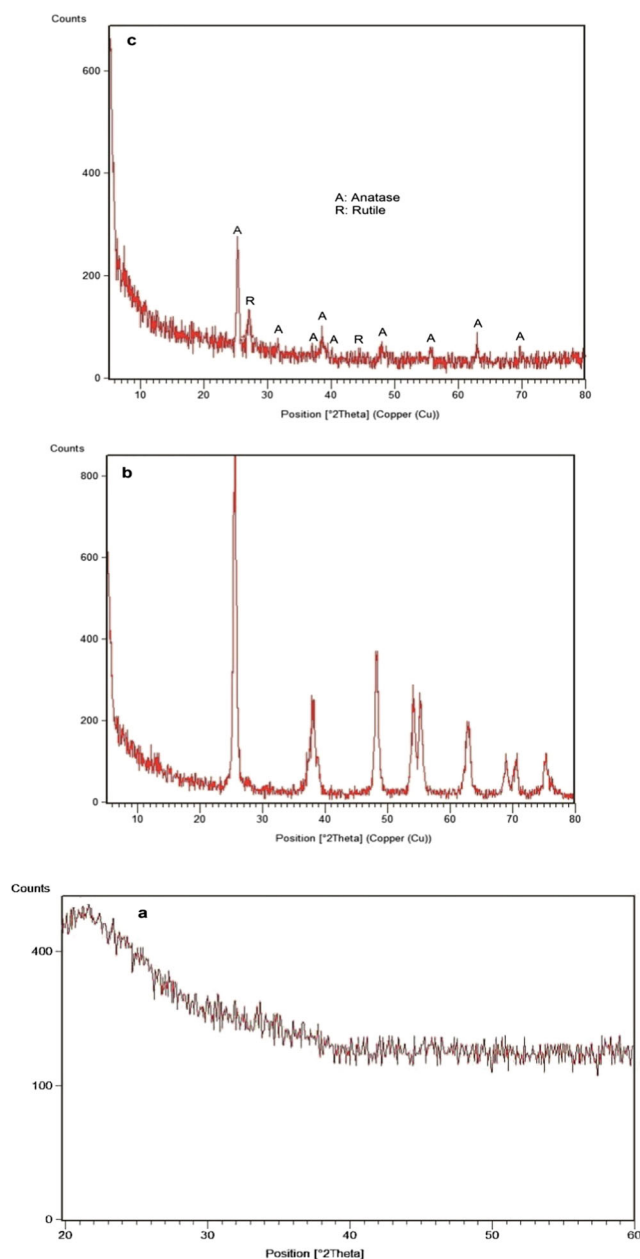 Counts
c
600
A: Anatase
R: Rutile
400
A
200
R
A
A
A
A
R
A
A
A
A
0
10
20
30
40
50
60
70
80
Position [°2Theta] (Copper (Cu))
Counts
b
800
600
400
200
0
10
20
30
40
50
60
70
80
Position [°2Theta] (Copper (Cu))
Counts
a
400
100
0
20
30
40
50
60
Position [°2Theta]